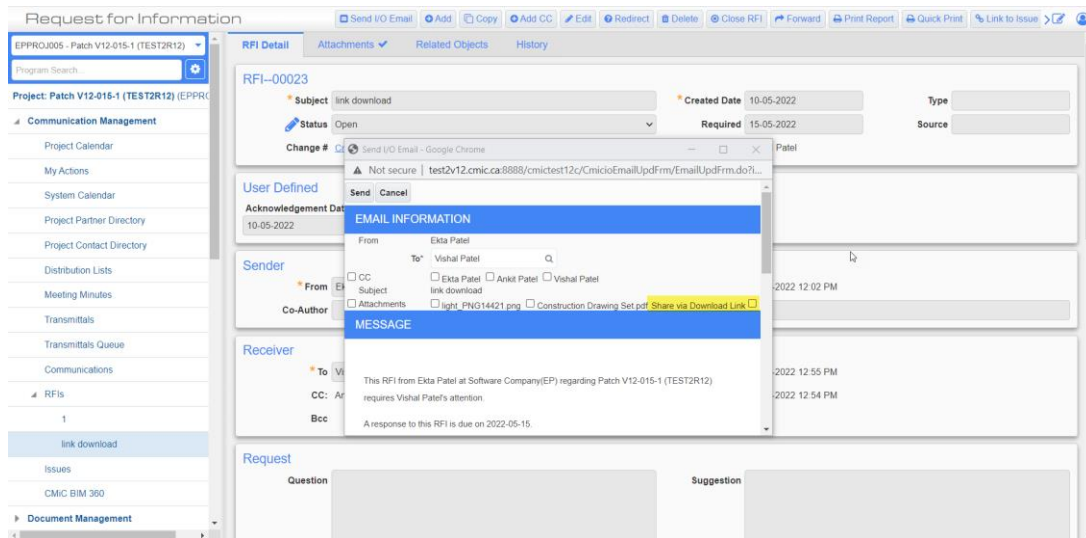 Request for Information
Send I/O Email Add Copy Add CC Edit Redirect Delete Close RFI Forward Print Report Quick Print Link to Issue
EPPROJ005 - Patch V12-015-1 (TEST2R12)
Program Search...
Project: Patch V12-015-1 (TEST2R12) (EPPRO
Communication Management
Project Calendar
My Actions
System Calendar
Project Partner Directory
Project Contact Directory
Distribution Lists
Meeting Minutes
Transmittals
Transmittals Queue
Communications
RFIs
1
link download
Issues
CMiC BIM 360
Document Management
RFI Detail Attachments Related Objects History
RFI--00023
* Subject link download * Created Date 10-05-2022 Type
Status Open Required 15-05-2022 Source
Change # Patel
User Defined
Acknowledgement Dat
10-05-2022
Sender
* From 2022 12:02 PM
Co-Author
Receiver
* To 2022 12:55 PM
CC: 2022 12:54 PM
Bcc
Request
Question Suggestion
Send I/O Email - Google Chrome
Not secure | test2v12.cmic.ca:8888/cmictest12c/CmicioEmailUpdFrm/EmailUpdFrm.do?i...
Send Cancel
EMAIL INFORMATION
From Ekta Patel
To* Vishal Patel
CC Ekta Patel Ankit Patel Vishal Patel
Subject link download
Attachments light_PNG14421.png Construction Drawing Set.pdf Share via Download Link
MESSAGE
This RFI from Ekta Patel at Software Company(EP) regarding Patch V12-015-1 (TEST2R12)
requires Vishal Patel's attention.
A response to this RFI is due on 2022-05-15.